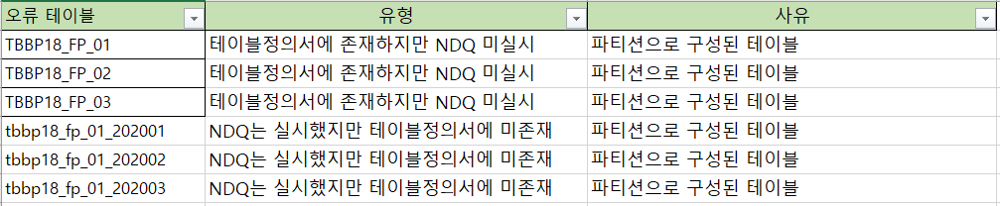 오류 테이블 유형 사유
TBBP18_FP_01 테이블정의서에 존재하지만 NDQ 미실시 파티션으로 구성된 테이블
TBBP18_FP_02 테이블정의서에 존재하지만 NDQ 미실시 파티션으로 구성된 테이블
TBBP18_FP_03 테이블정의서에 존재하지만 NDQ 미실시 파티션으로 구성된 테이블
tbbp18_fp_01_202001 NDQ는 실시했지만 테이블정의서에 미존재 파티션으로 구성된 테이블
tbbp18_fp_01_202002 NDQ는 실시했지만 테이블정의서에 미존재 파티션으로 구성된 테이블
tbbp18_fp_01_202003 NDQ는 실시했지만 테이블정의서에 미존재 파티션으로 구성된 테이블